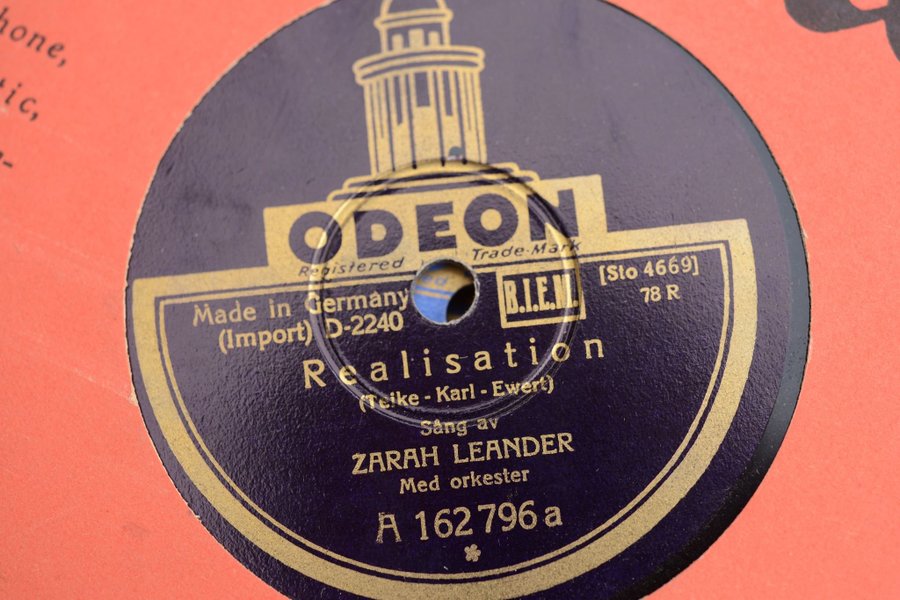 hone,
tic,
ODEON
Registered Trade-Mark
Made in Germany
(Import) D-2240
B.I.E.M.
[Sto 4669]
78 R
Realisation
(Teike - Karl - Ewert)
Sång av
ZARAH LEANDER
Med orkester
A 162796a